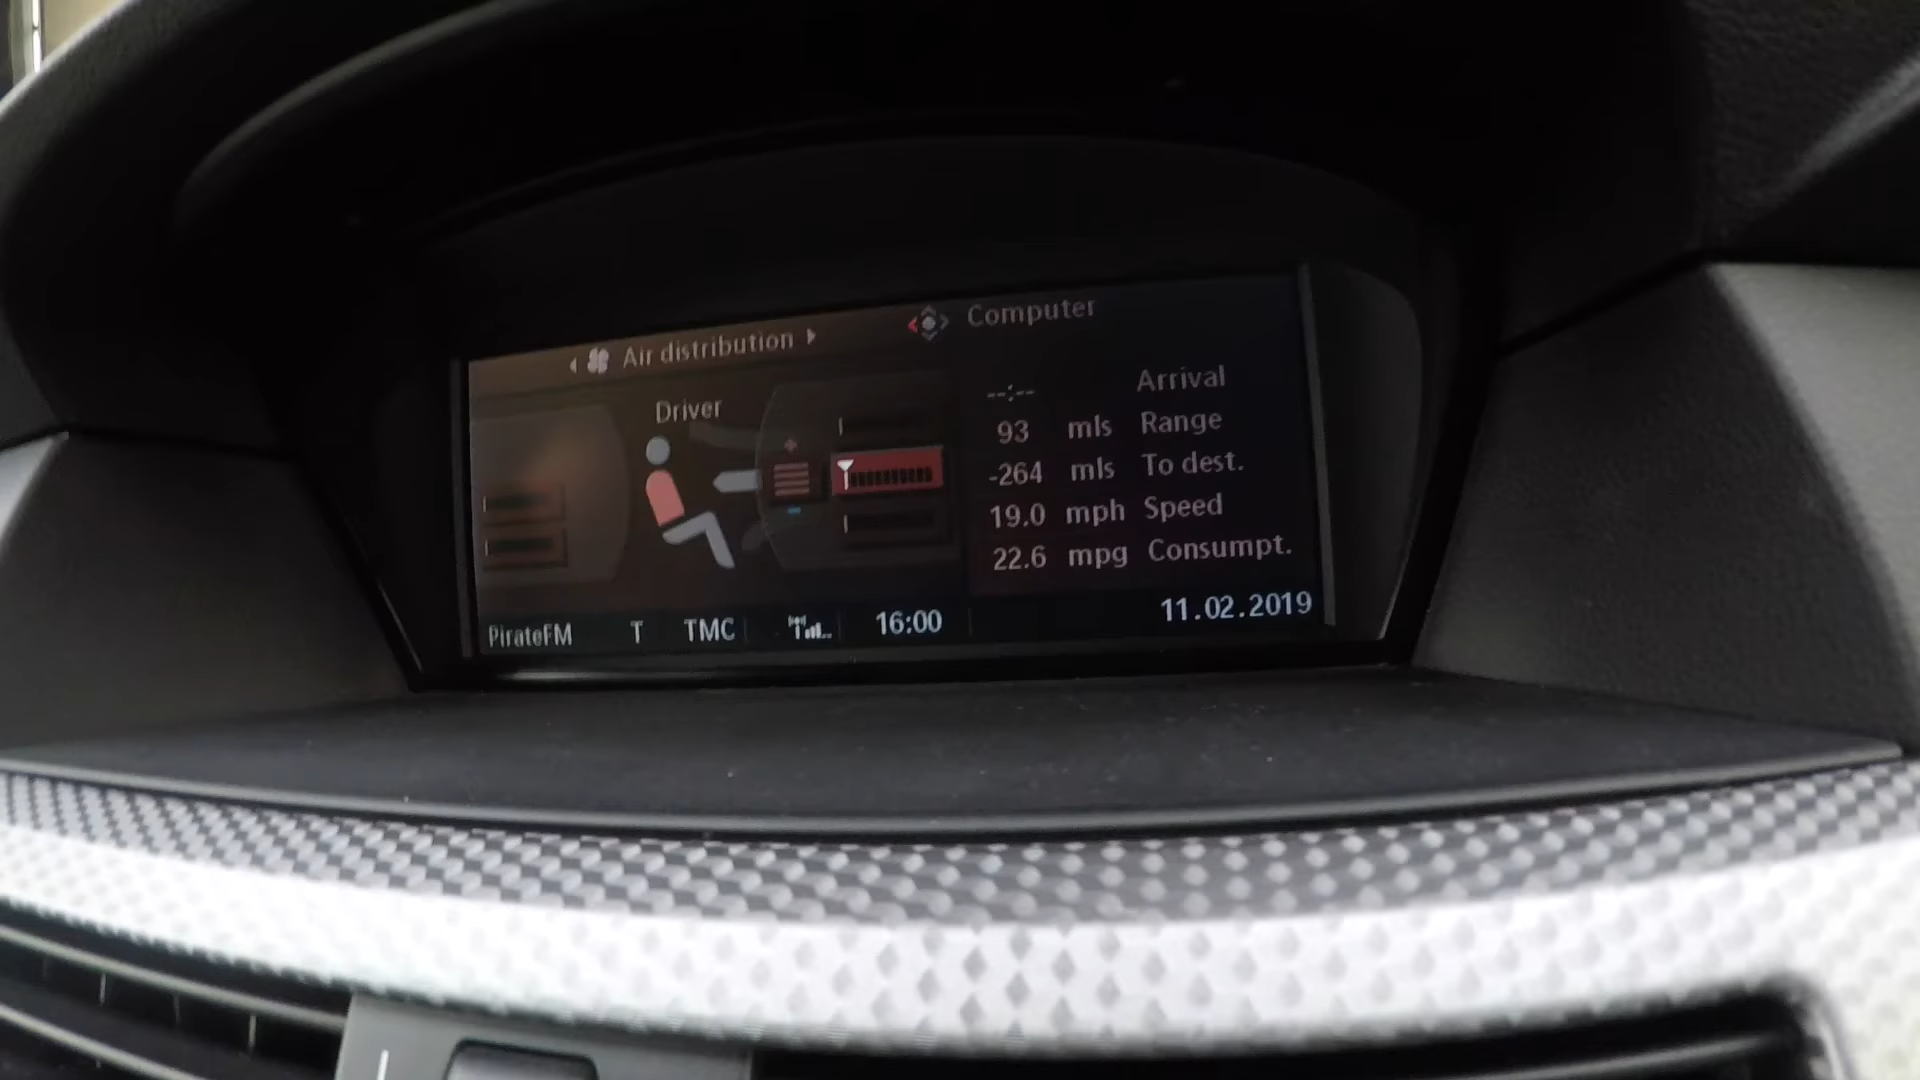 Air distribution
Driver
Computer
--:-- Arrival
93 mls Range
-264 mls To dest.
19.0 mph Speed
22.6 mpg Consumpt.
PirateFM T TMC 16:00 11.02.2019